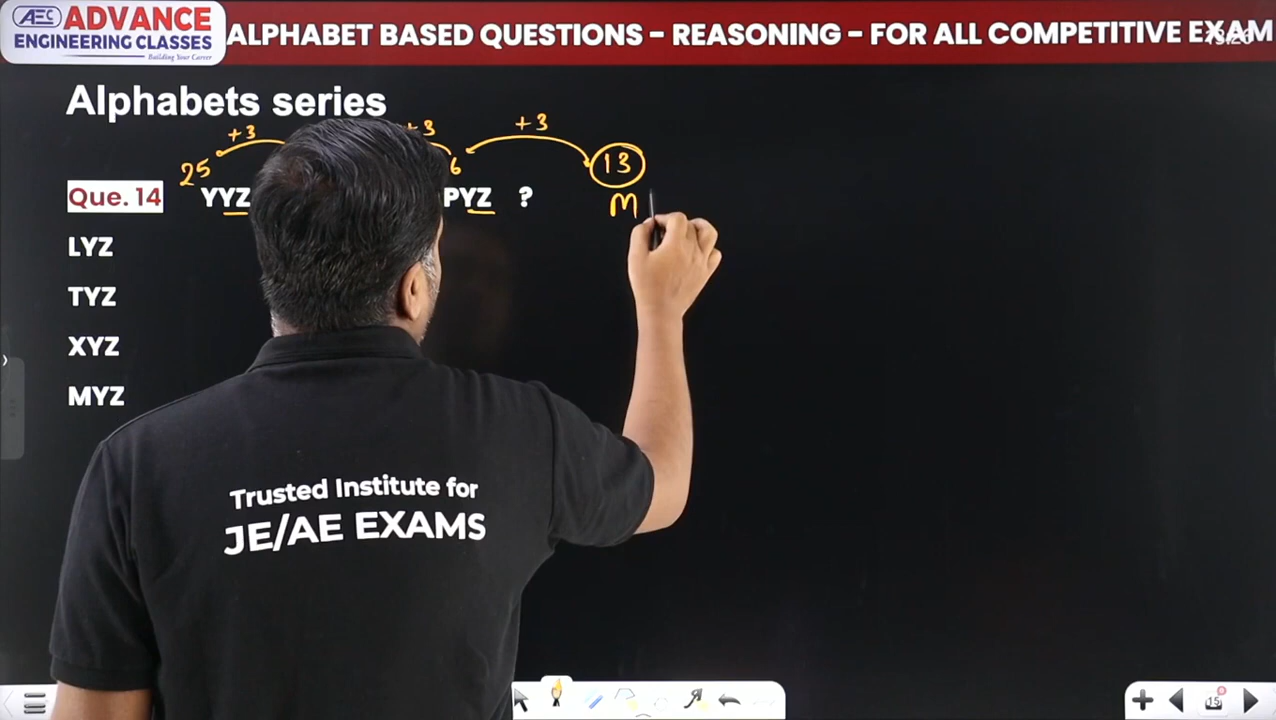 AEC ADVANCE
ENGINEERING CLASSES
Building Your Career
ALPHABET BASED QUESTIONS - REASONING - FOR ALL COMPETITIVE EXAM
Alphabets series
+3 +3 +3
25 6 13
Que. 14 YYZ PYZ ? M
LYZ
TYZ
XYZ
MYZ
Trusted Institute for
JE/AE EXAMS
15